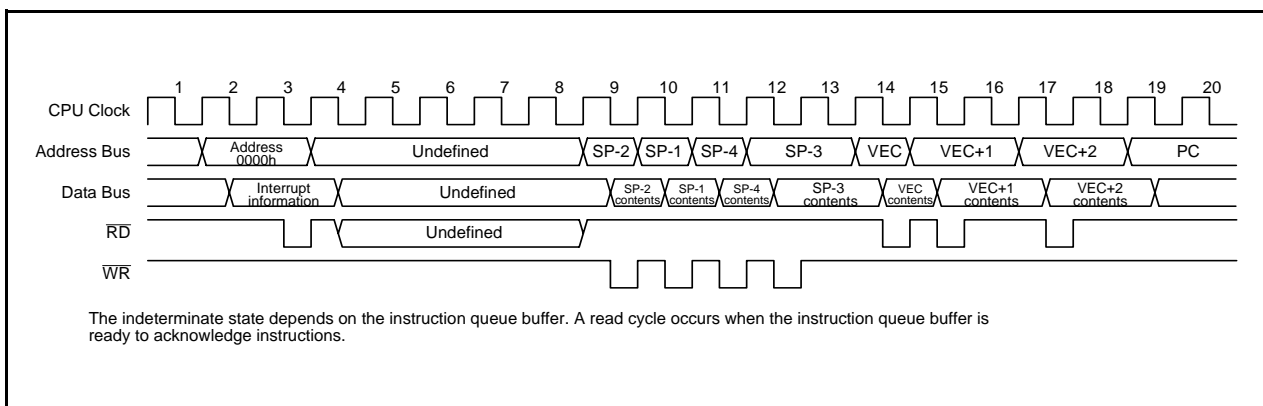 1 2 3 4 5 6 7 8 9 10 11 12 13 14 15 16 17 18 19 20
CPU Clock
Address Bus
Address
0000h
Undefined
SP-2
SP-1
SP-4
SP-3
VEC
VEC+1
VEC+2
PC
Data Bus
Interrupt
information
Undefined
SP-2
contents
SP-1
contents
SP-4
contents
SP-3
contents
VEC
contents
VEC+1
contents
VEC+2
contents
RD
Undefined
WR
The indeterminate state depends on the instruction queue buffer. A read cycle occurs when the instruction queue buffer is
ready to acknowledge instructions.